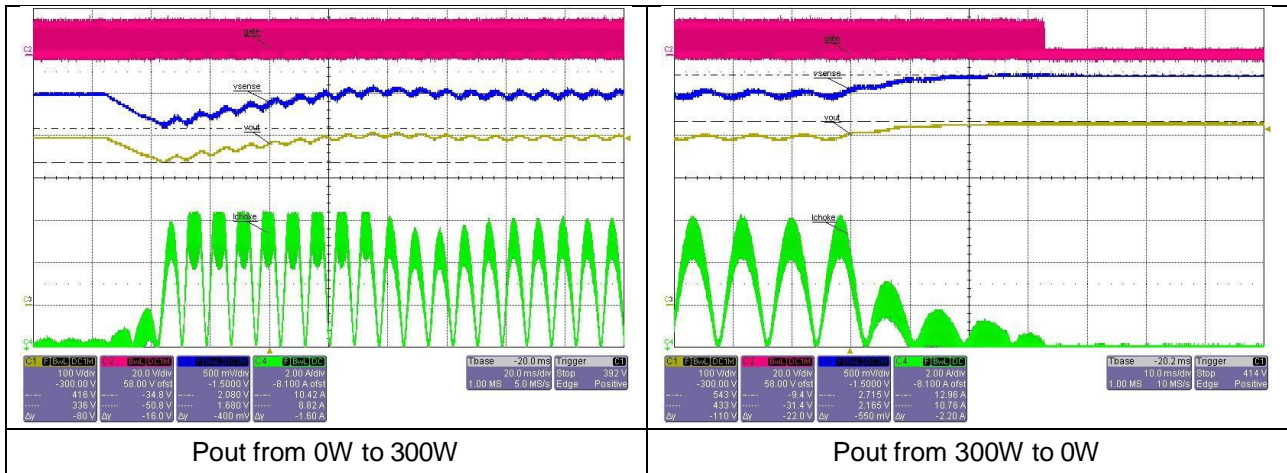 C2
gate
vsense
vout
Ichoke
C3
C4
C1 F BwL DC1M
100 V/div
-300.00 V
416 V
336 V
Δy -80 V
C2 BwL DC1M
20.0 V/div
58.00 V ofst
-34.8 V
-50.8 V
Δy -16.0 V
F BwL DC1M
500 mV/div
-1.5000 V
2.080 V
1.680 V
Δy -400 mV
C4 F BwL DC
2.00 A/div
-8.100 A ofst
10.42 A
8.82 A
Δy -1.60 A
Tbase -20.0 ms
20.0 ms/div
1.00 MS 5.0 MS/s
Trigger C1
Stop 392 V
Edge Positive
C2
gate
vsense
vout
Ichoke
C3
C4
C1 F BwL DC1M
100 V/div
-300.00 V
543 V
433 V
Δy -110 V
C2 BwL DC1M
20.0 V/div
58.00 V ofst
-9.4 V
-31.4 V
Δy -22.0 V
F BwL DC1M
500 mV/div
-1.5000 V
2.715 V
2.165 V
Δy -550 mV
C4 F BwL DC
2.00 A/div
-8.100 A ofst
12.96 A
10.76 A
Δy -2.20 A
Tbase -20.2 ms
10.0 ms/div
1.00 MS 10 MS/s
Trigger C1
Stop 414 V
Edge Positive
Pout from 0W to 300W
Pout from 300W to 0W